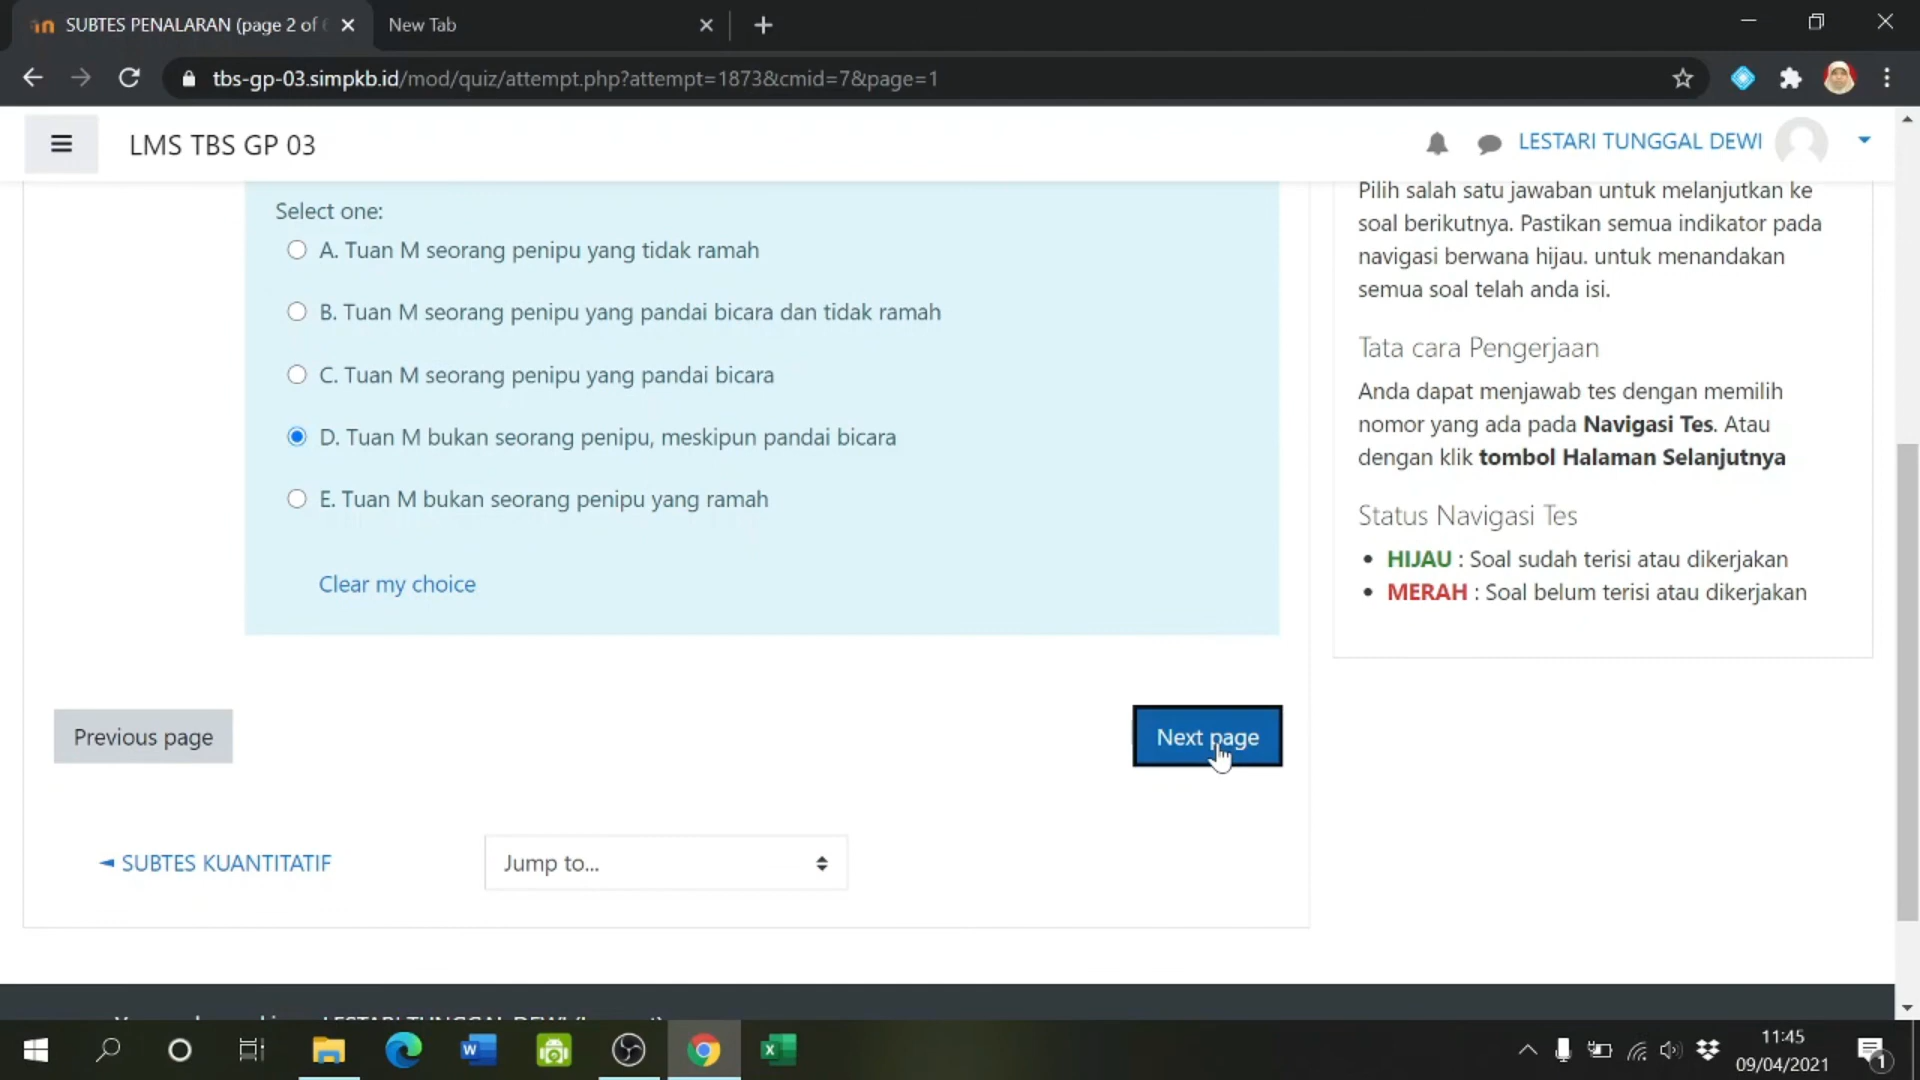 SUBTES PENALARAN (page 2 of
New Tab
tbs-gp-03.simpkb.id/mod/quiz/attempt.php?attempt=1873&cmid=7&page=1
LMS TBS GP 03
LESTARI TUNGGAL DEWI
Select one:
A. Tuan M seorang penipu yang tidak ramah
B. Tuan M seorang penipu yang pandai bicara dan tidak ramah
C. Tuan M seorang penipu yang pandai bicara
D. Tuan M bukan seorang penipu, meskipun pandai bicara
E. Tuan M bukan seorang penipu yang ramah
Clear my choice
Previous page
Next page
◄ SUBTES KUANTITATIF
Jump to...
Pilih salah satu jawaban untuk melanjutkan ke
soal berikutnya. Pastikan semua indikator pada
navigasi berwana hijau. untuk menandakan
semua soal telah anda isi.
Tata cara Pengerjaan
Anda dapat menjawab tes dengan memilih
nomor yang ada pada Navigasi Tes. Atau
dengan klik tombol Halaman Selanjutnya
Status Navigasi Tes
• HIJAU : Soal sudah terisi atau dikerjakan
• MERAH : Soal belum terisi atau dikerjakan
LESTARI TUNGGAL DEWI
11:45
09/04/2021
1